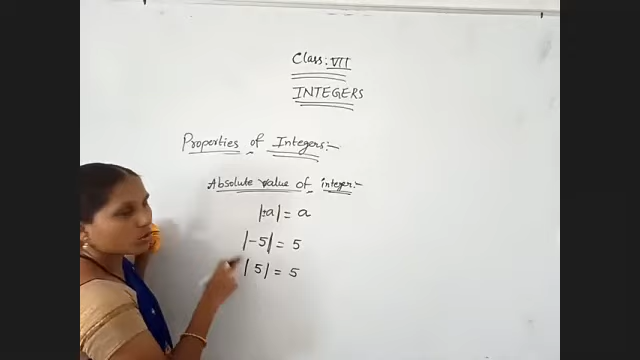 Class: VII
INTEGERS
Properties of Integers:-
Absolute value of integer:-
|±a| = a
|-5| = 5
|5| = 5